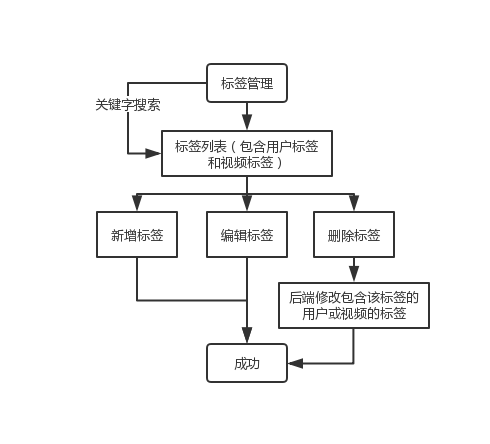 标签管理
关键字搜索
标签列表（包含用户标签
和视频标签）
新增标签
编辑标签
删除标签
后端修改包含该标签的
用户或视频的标签
成功